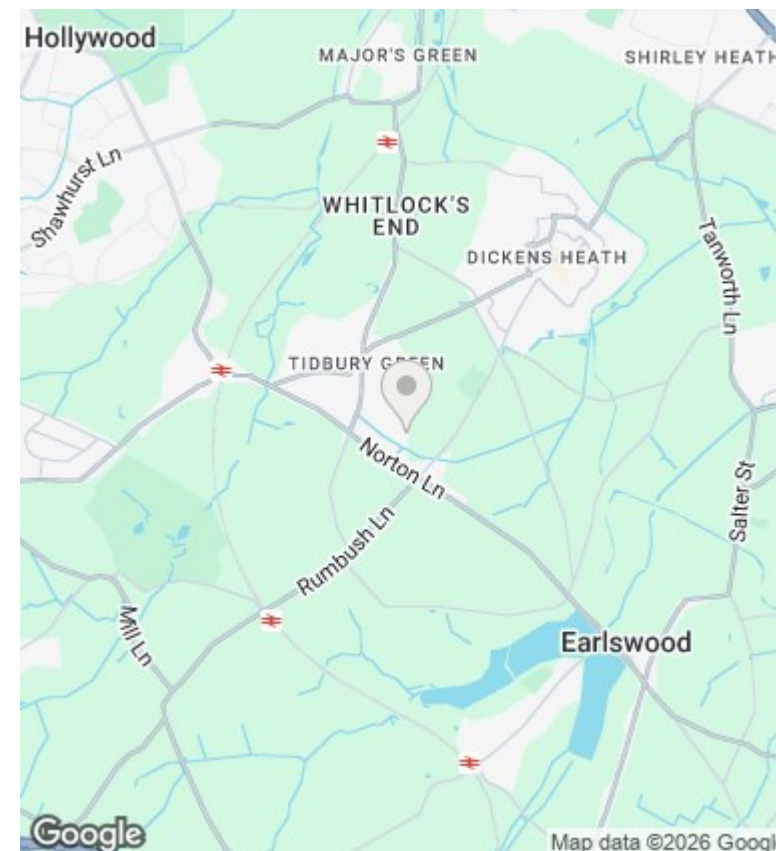 Hollywood
MAJOR'S GREEN
SHIRLEY HEATH
Shawhurst Ln
WHITLOCK'S
END
DICKENS HEATH
Tanworth Ln
TIDBURY GREEN
Norton Ln
Salter St
Rumbush Ln
Mill Ln
Earlswood
Google
Map data ©2026 Googl